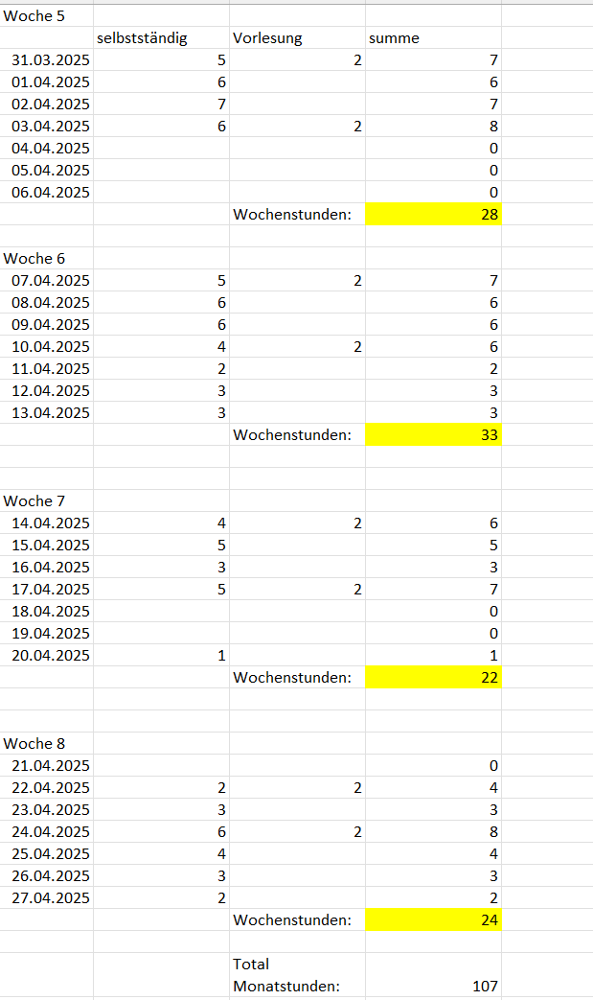 Woche 5
selbstständig Vorlesung summe
31.03.2025 5 2 7
01.04.2025 6 6
02.04.2025 7 7
03.04.2025 6 2 8
04.04.2025 0
05.04.2025 0
06.04.2025 0
Wochenstunden: 28
Woche 6
07.04.2025 5 2 7
08.04.2025 6 6
09.04.2025 6 6
10.04.2025 4 2 6
11.04.2025 2 2
12.04.2025 3 3
13.04.2025 3 3
Wochenstunden: 33
Woche 7
14.04.2025 4 2 6
15.04.2025 5 5
16.04.2025 3 3
17.04.2025 5 2 7
18.04.2025 0
19.04.2025 0
20.04.2025 1 1
Wochenstunden: 22
Woche 8
21.04.2025 0
22.04.2025 2 2 4
23.04.2025 3 3
24.04.2025 6 2 8
25.04.2025 4 4
26.04.2025 3 3
27.04.2025 2 2
Wochenstunden: 24
Total
Monatstunden: 107